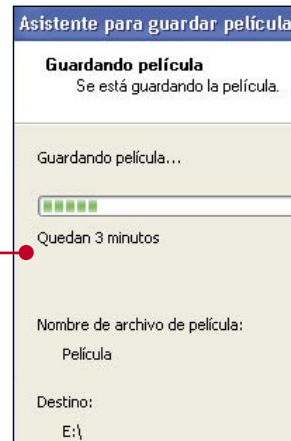 Asistente para guardar película
Guardando película
Se está guardando la película.
Guardando película...
Quedan 3 minutos
Nombre de archivo de película:
Película
Destino:
E:\